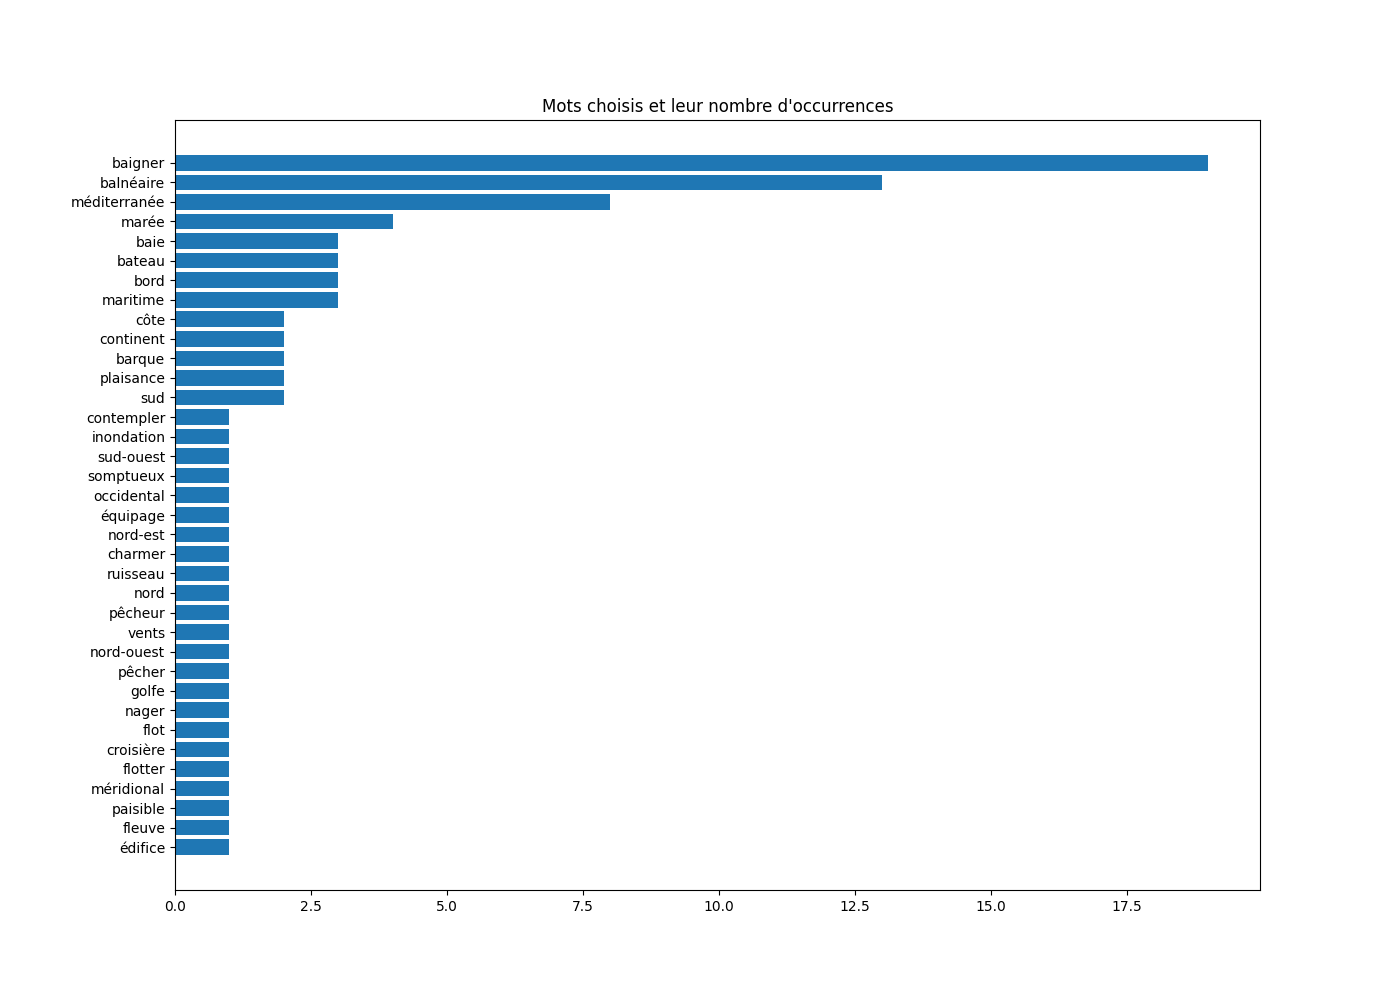 Mots choisis et leur nombre d'occurrences
baigner
balnéaire
méditerranée
marée
baie
bateau
bord
maritime
côte
continent
barque
plaisance
sud
contempler
inondation
sud-ouest
somptueux
occidental
équipage
nord-est
charmer
ruisseau
nord
pêcheur
vents
nord-ouest
pêcher
golfe
nager
flot
croisière
flotter
méridional
paisible
fleuve
édifice
0.0 2.5 5.0 7.5 10.0 12.5 15.0 17.5